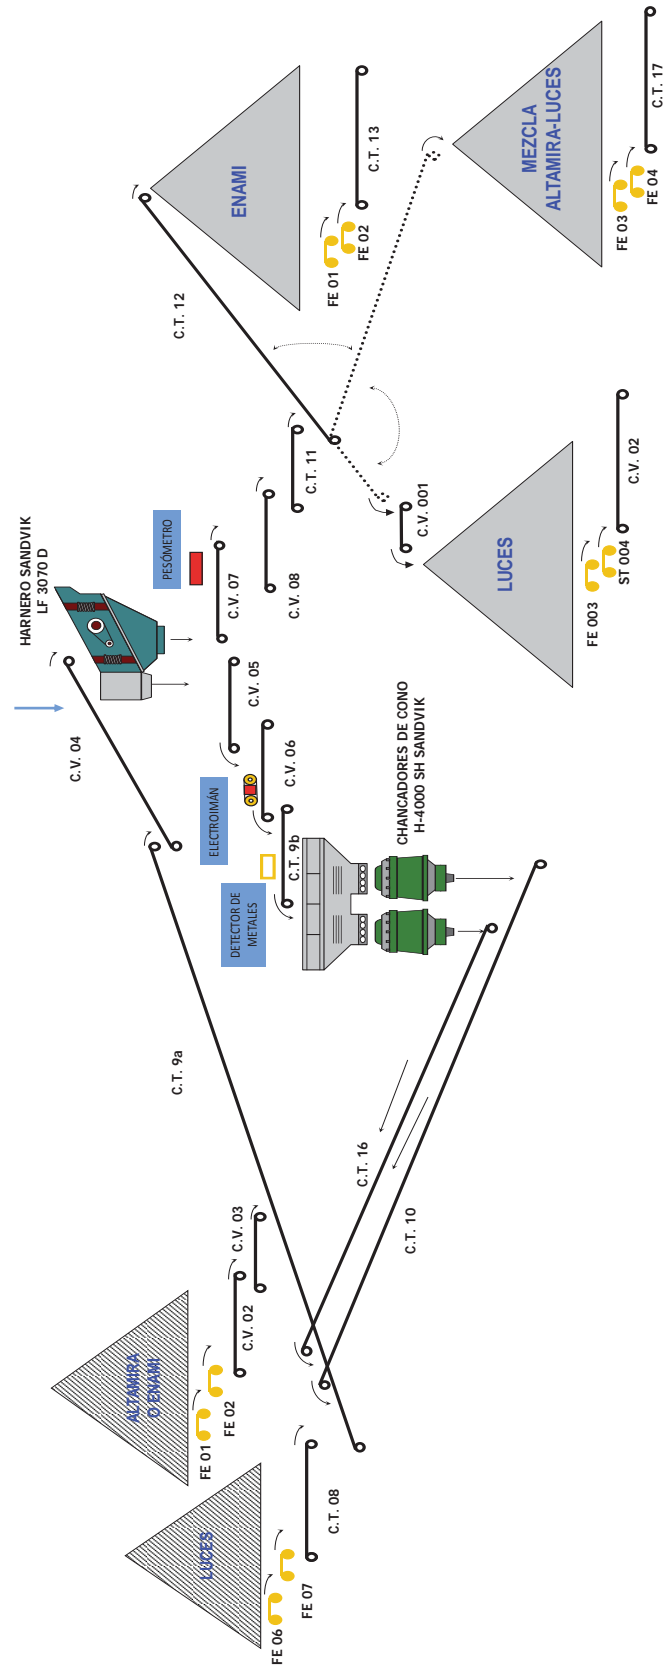 LUCES
FE 06
FE 07
C.T. 08
ALTAMIRA
O ENAMI
FE 01
FE 02
C.V. 02
C.V. 03
C.T. 9a
C.T. 16
C.T. 10
C.V. 04
HARNERO SANDVIK
LF 3070 D
DETECTOR DE
METALES
ELECTROIMÁN
PESÓMETRO
C.T. 9b
C.V. 06
C.V. 05
C.V. 07
C.V. 08
C.T. 11
CHANCADORES DE CONO
H-4000 SH SANDVIK
C.T. 12
ENAMI
FE 01
FE 02
C.T. 13
C.V. 001
LUCES
FE 003
ST 004
C.V. 02
MEZCLA
ALTAMIRA-LUCES
FE 03
FE 04
C.T. 17